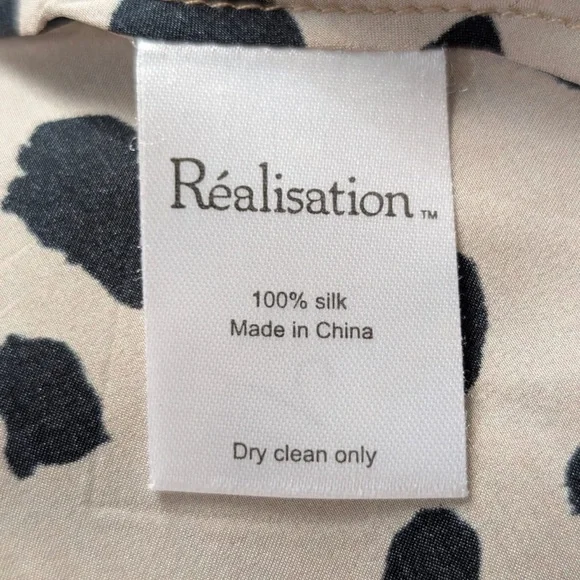 Réalisation™
100% silk
Made in China
Dry clean only